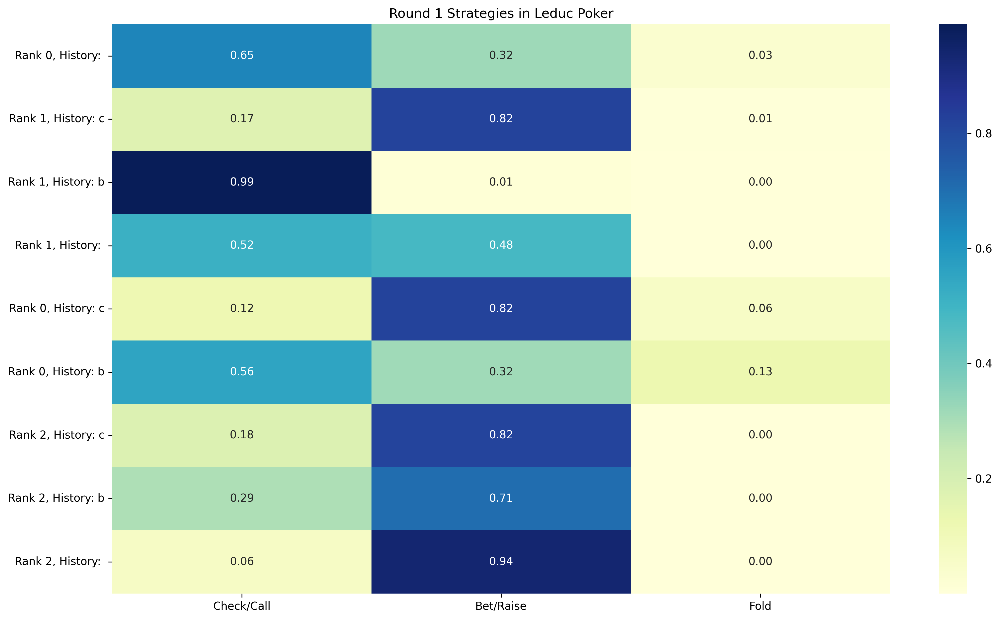 Round 1 Strategies in Leduc Poker
Rank 0, History: 0.65 0.32 0.03
Rank 1, History: c 0.17 0.82 0.01
Rank 1, History: b 0.99 0.01 0.00
Rank 1, History: 0.52 0.48 0.00
Rank 0, History: c 0.12 0.82 0.06
Rank 0, History: b 0.56 0.32 0.13
Rank 2, History: c 0.18 0.82 0.00
Rank 2, History: b 0.29 0.71 0.00
Rank 2, History: 0.06 0.94 0.00
Check/Call Bet/Raise Fold
0.8
0.6
0.4
0.2